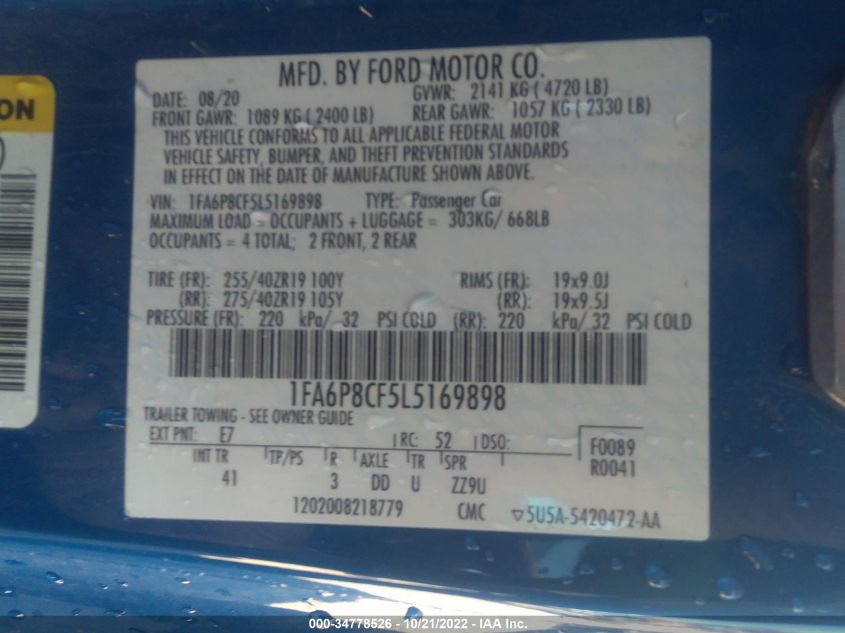 ION
MFD. BY FORD MOTOR CO.
DATE: 08/20 GVWR: 2141 KG ( 4720 LB)
FRONT GAWR: 1089 KG ( 2400 LB) REAR GAWR: 1057 KG ( 2330 LB)
THIS VEHICLE CONFORMS TO ALL APPLICABLE FEDERAL MOTOR
VEHICLE SAFETY, BUMPER, AND THEFT PREVENTION STANDARDS
IN EFFECT ON THE DATE OF MANUFACTURE SHOWN ABOVE.
VIN: 1FA6P8CF5L5169898 TYPE: Passenger Car
MAXIMUM LOAD = OCCUPANTS + LUGGAGE = 303KG/ 668LB
OCCUPANTS = 4 TOTAL; 2 FRONT, 2 REAR
TIRE (FR): 255/40ZR19 100Y RIMS (FR): 19x9.0J
(RR): 275/40ZR19 105Y (RR): 19x9.5J
PRESSURE (FR): 220 kPa/ 32 PSI COLD (RR): 220 kPa/ 32 PSI COLD
1FA6P8CF5L5169898
TRAILER TOWING - SEE OWNER GUIDE
EXT PNT: E7 RC: 52 DSO: F0089
INT TR TP/PS R AXLE TR SPR R0041
41 3 DD U ZZ9U
1202008218779 CMC ▽5U5A-5420472-AA
000-34778526 - 10/21/2022 - IAA Inc.